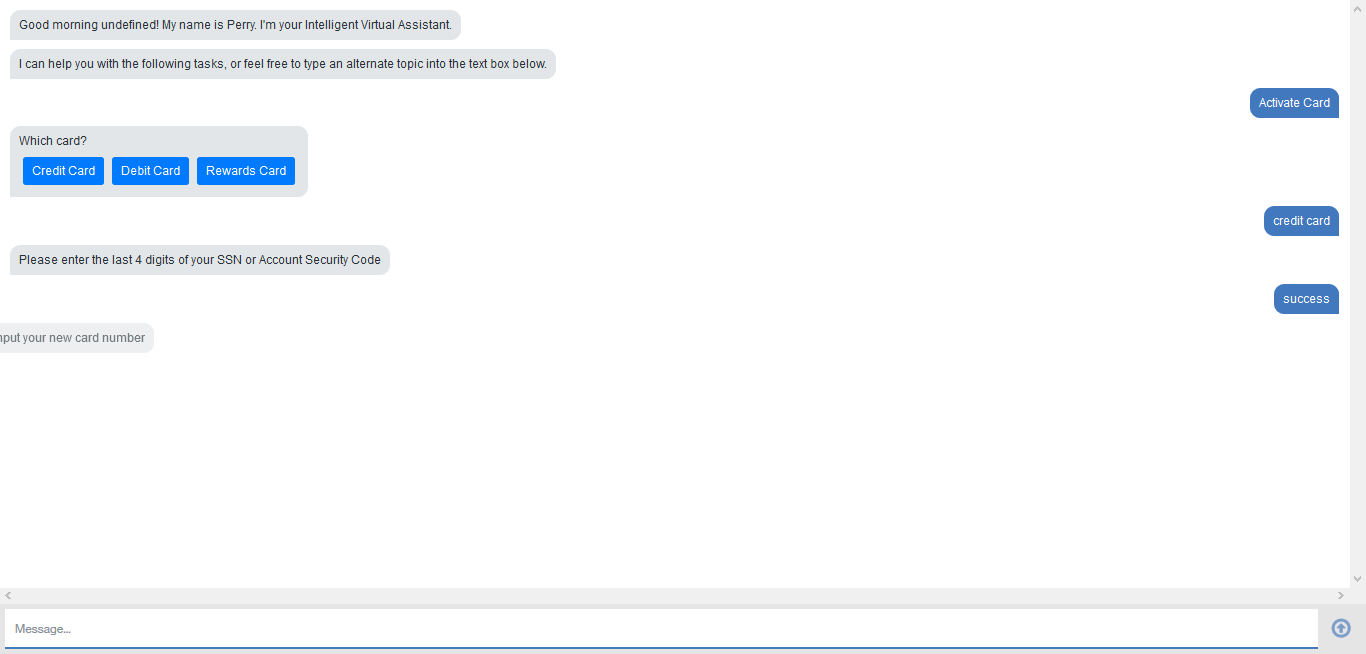 Good morning undefined! My name is Perry. I'm your Intelligent Virtual Assistant.
I can help you with the following tasks, or feel free to type an alternate topic into the text box below.
Activate Card
Which card?
Credit Card Debit Card Rewards Card
credit card
Please enter the last 4 digits of your SSN or Account Security Code
success
your new card number
Message...